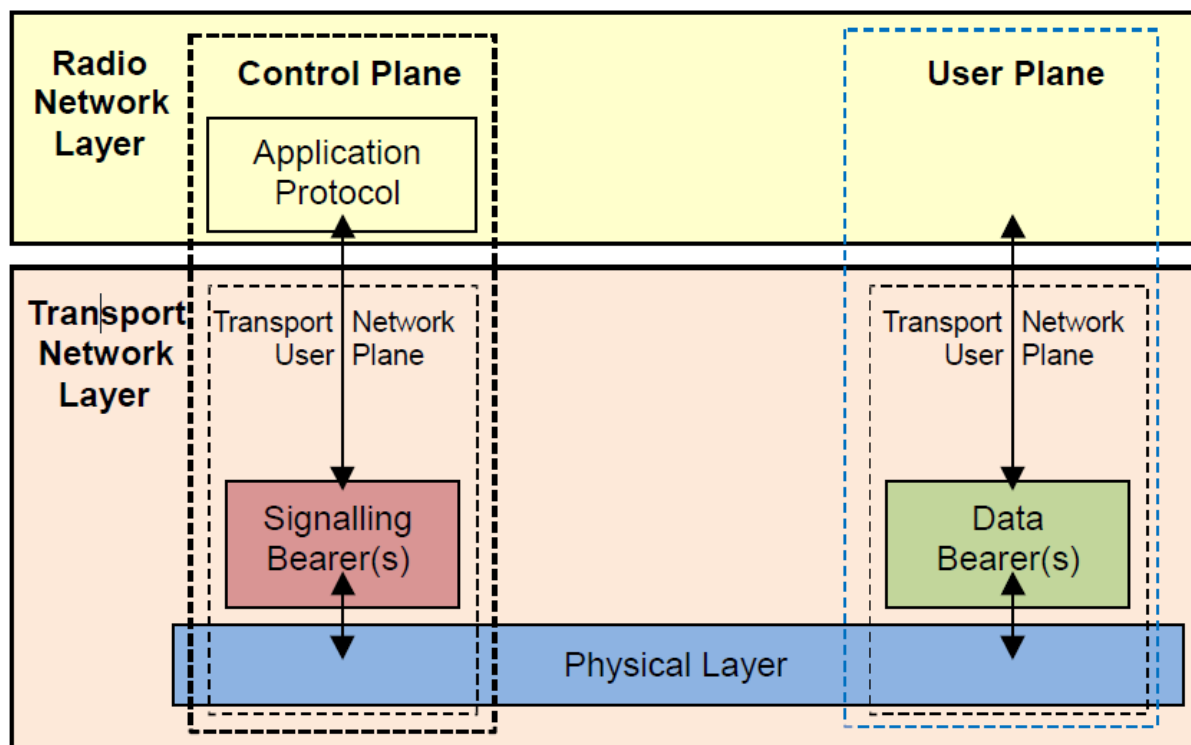 Radio
Network
Layer
Control Plane
User Plane
Application
Protocol
Transport
Network
Layer
Transport Network
User Plane
Transport Network
User Plane
Signalling
Bearer(s)
Data
Bearer(s)
Physical Layer